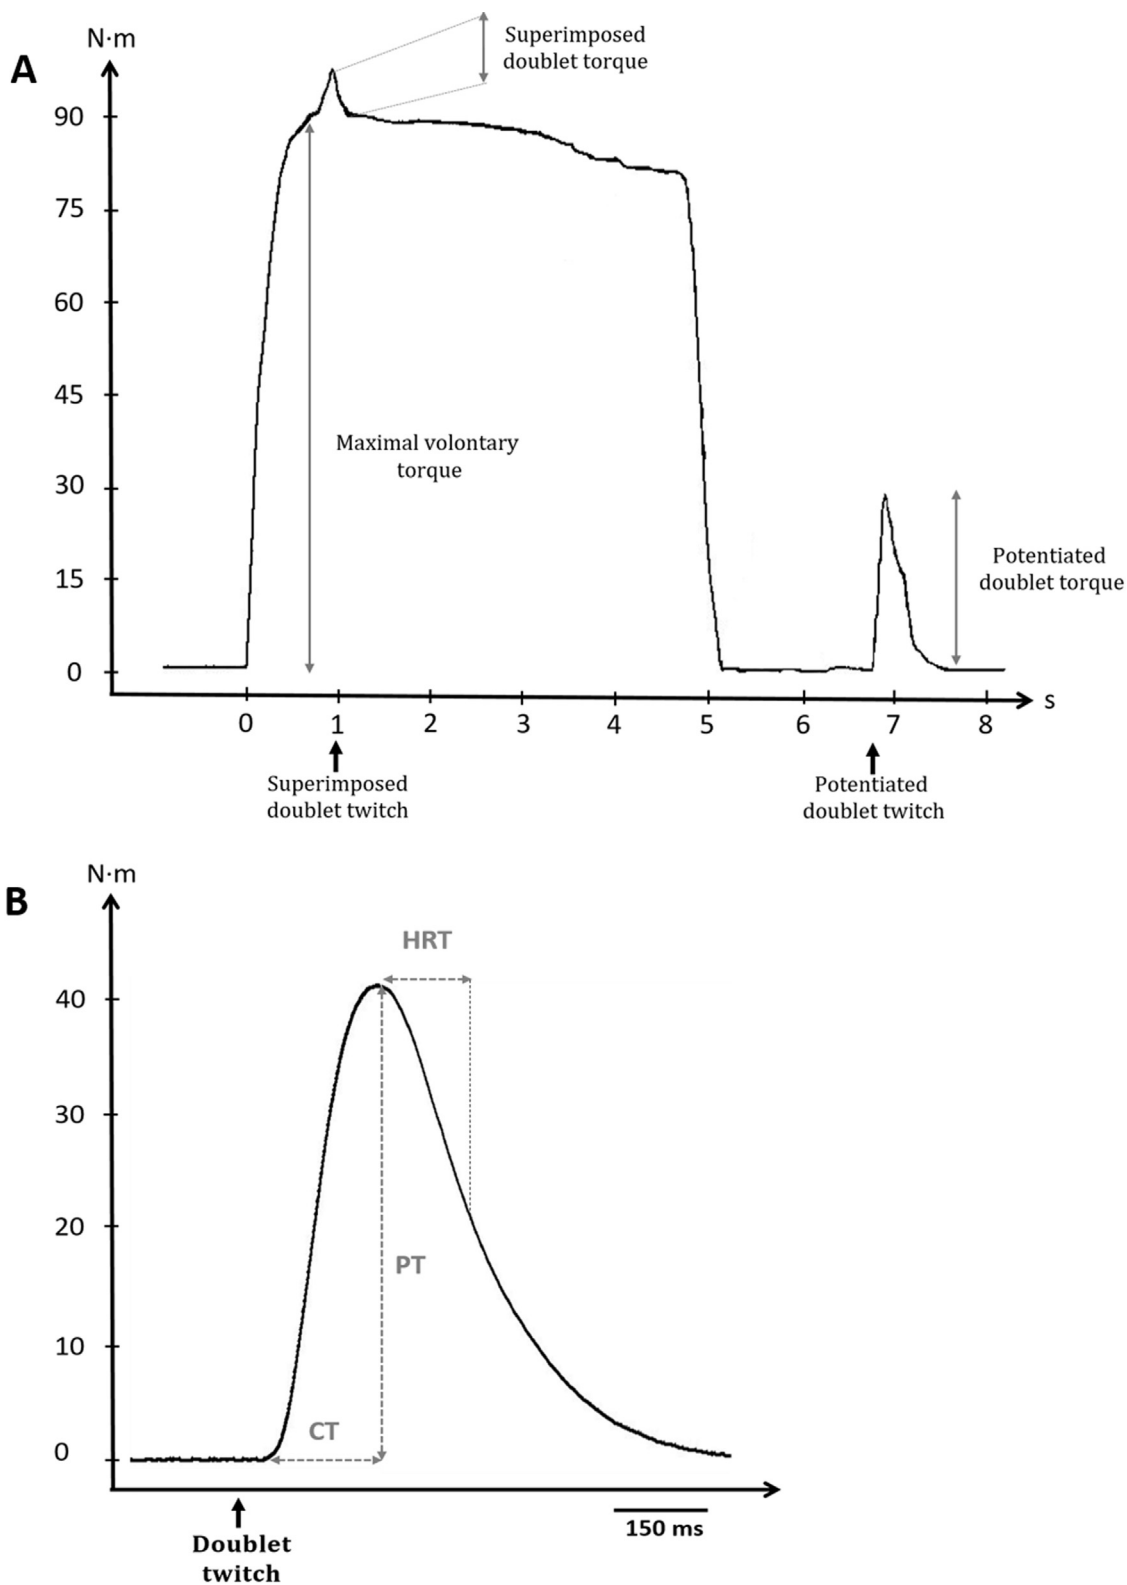 N·m
A
Superimposed
doublet torque
90
75
60
45
30
15
0
Maximal volontary
torque
Potentiated
doublet torque
0 1 2 3 4 5 6 7 8 s
Superimposed
doublet twitch
Potentiated
doublet twitch
N·m
B
HRT
40
30
20
10
0
PT
CT
150 ms
Doublet
twitch